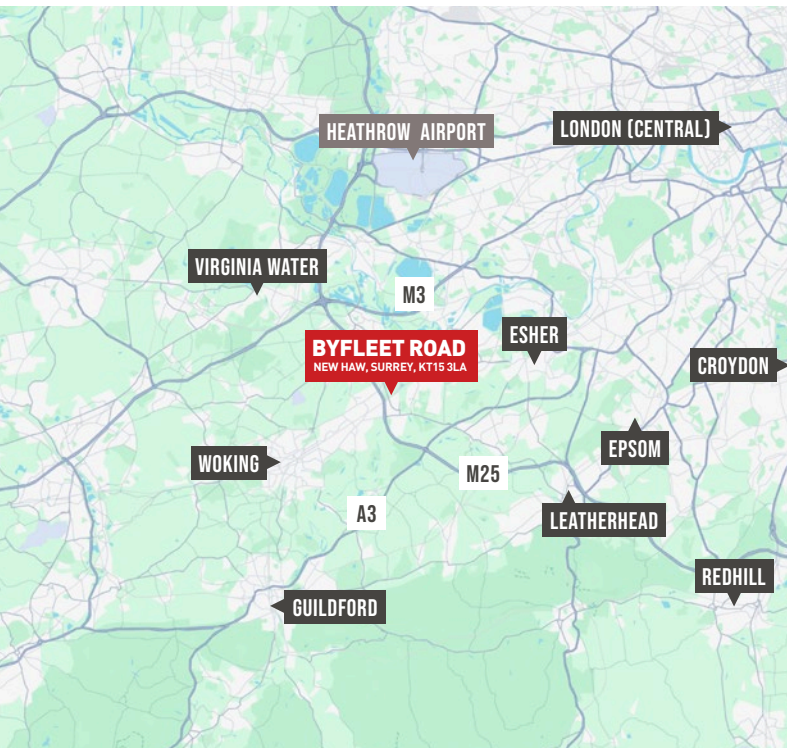 HEATHROW AIRPORT
LONDON (CENTRAL)
VIRGINIA WATER
M3
ESHER
BYFLEET ROAD
NEW HAW, SURREY, KT15 3LA
CROYDON
EPSOM
WOKING
M25
A3
LEATHERHEAD
REDHILL
GUILDFORD